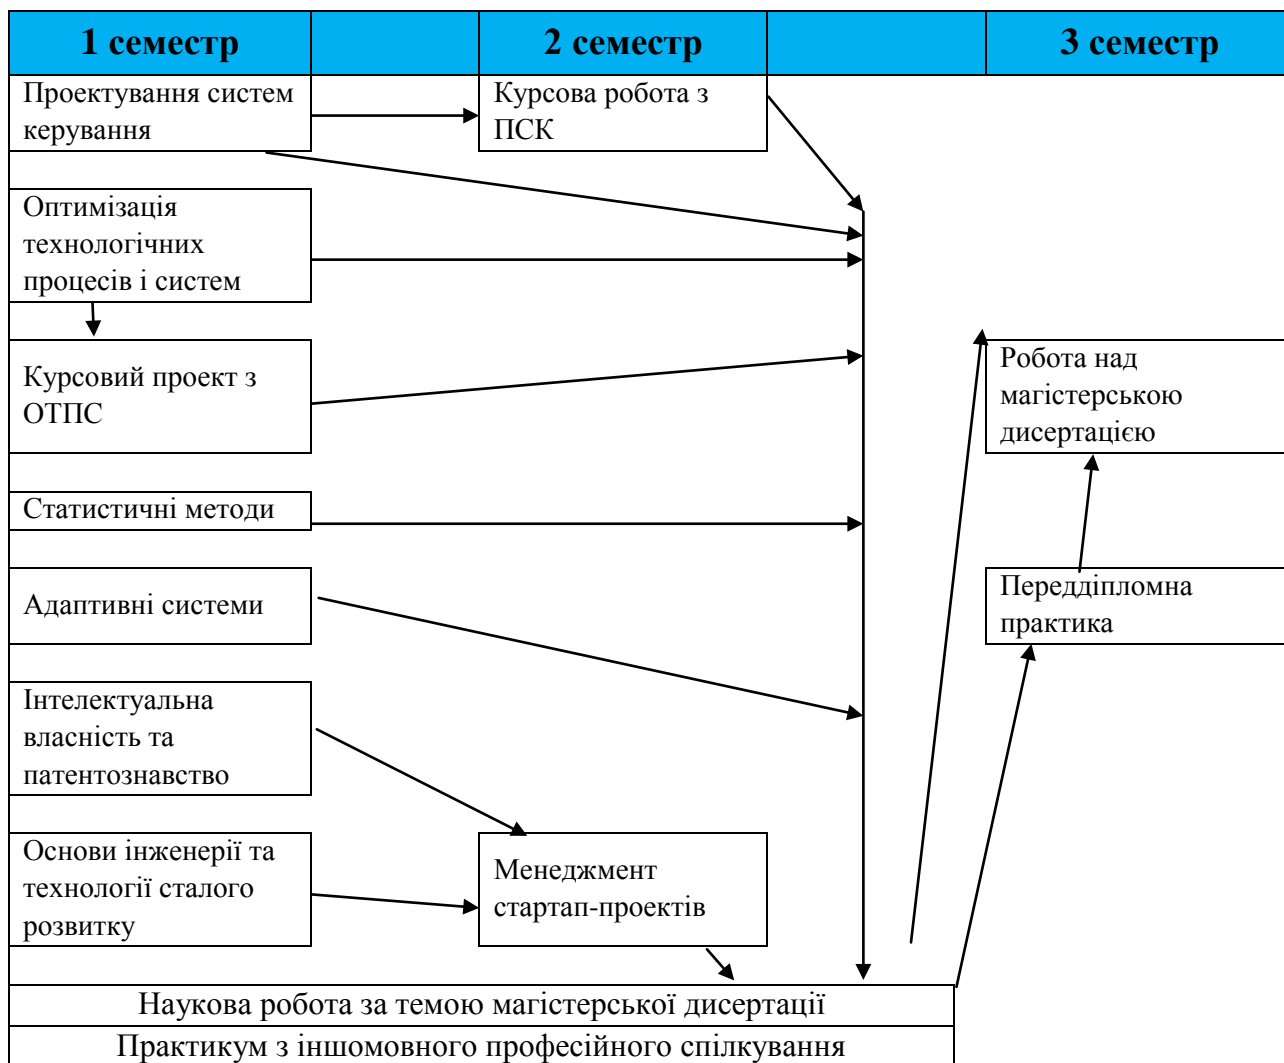 1 семестр
2 семестр
3 семестр
Проектування систем
керування
Курсова робота з
ПСК
Оптимізація
технологічних
процесів і систем
Курсовий проект з
ОТПС
Робота над
магістерською
дисертацією
Статистичні методи
Адаптивні системи
Переддіпломна
практика
Інтелектуальна
власність та
патентознавство
Основи інженерії та
технології сталого
розвитку
Менеджмент
стартап-проектів
Наукова робота за темою магістерської дисертації
Практикум з іншомовного професійного спілкування